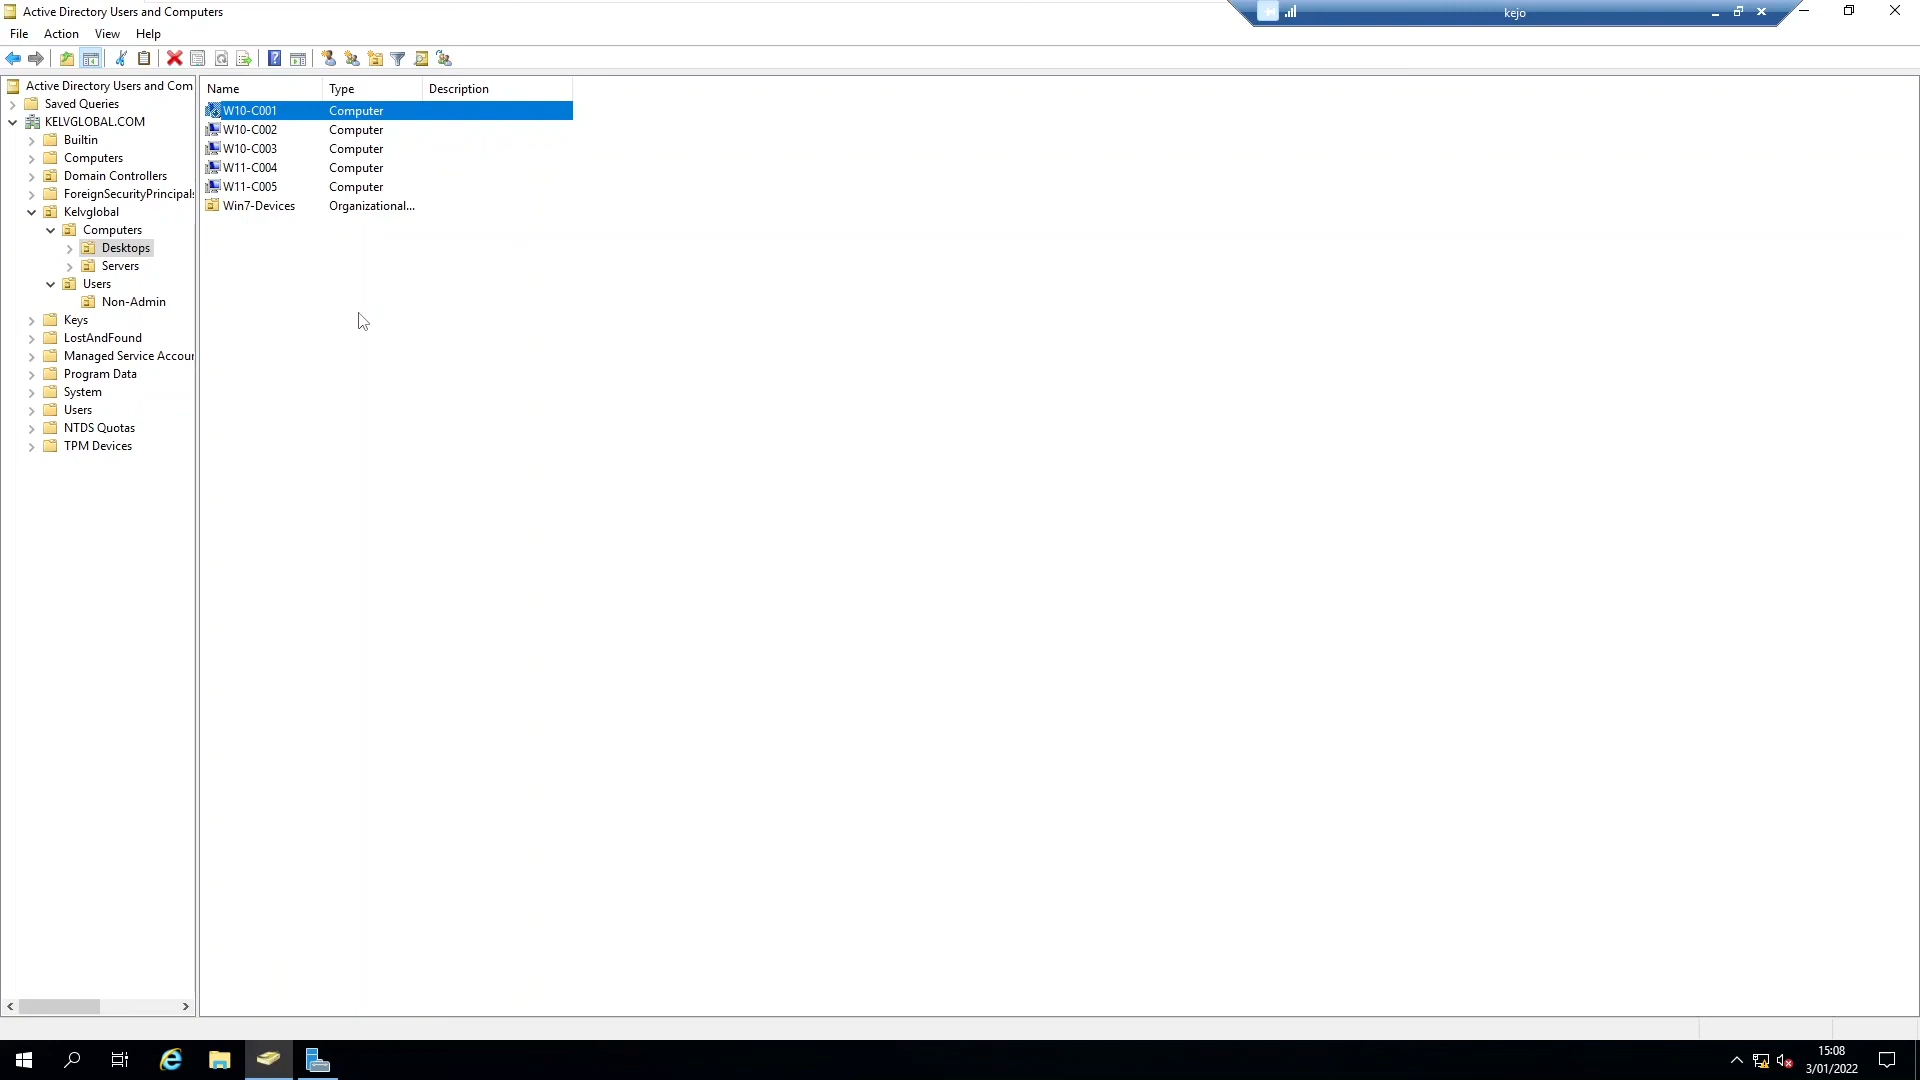 Active Directory Users and Computers
kejo
File Action View Help
Active Directory Users and Com
Saved Queries
KELVGLOBAL.COM
Builtin
Computers
Domain Controllers
ForeignSecurityPrincipals
Kelvglobal
Computers
Desktops
Servers
Users
Non-Admin
Keys
LostAndFound
Managed Service Accour
Program Data
System
Users
NTDS Quotas
TPM Devices
Name Type Description
W10-C001 Computer
W10-C002 Computer
W10-C003 Computer
W11-C004 Computer
W11-C005 Computer
Win7-Devices Organizational...
15:08
3/01/2022